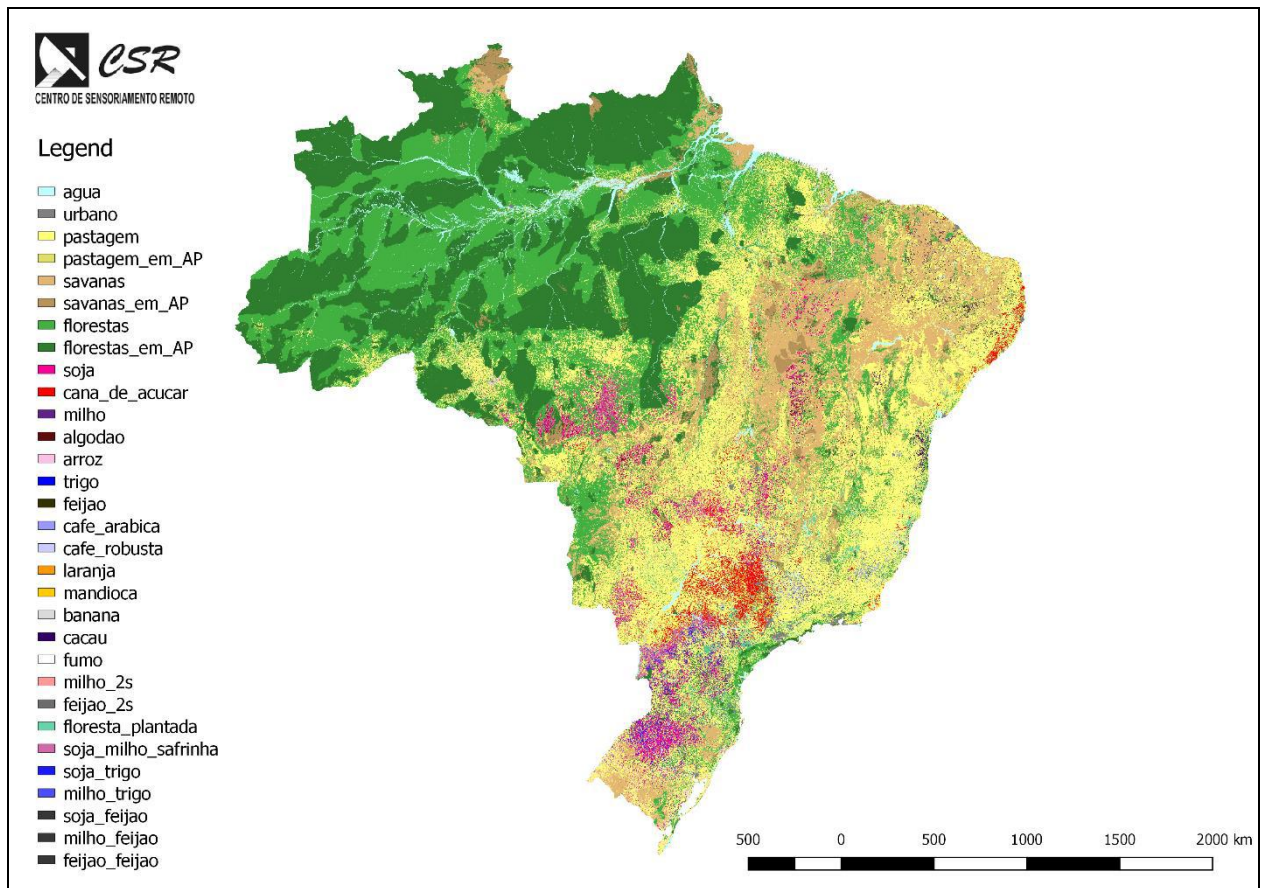 CSR
CENTRO DE SENSORIAMENTO REMOTO
Legend
agua
urbano
pastagem
pastagem_em_AP
savanas
savanas_em_AP
florestas
florestas_em_AP
soja
cana_de_acucar
milho
algodao
arroz
trigo
feijao
cafe_arabica
cafe_robusta
laranja
mandioca
banana
cacau
fumo
milho_2s
feijao_2s
floresta_plantada
soja_milho_safrinha
soja_trigo
milho_trigo
soja_feijao
milho_feijao
feijao_feijao
500 0 500 1000 1500 2000 km